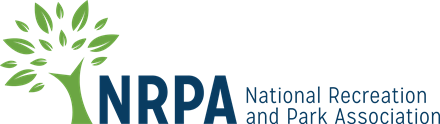 NRPA
National Recreation
and Park Association